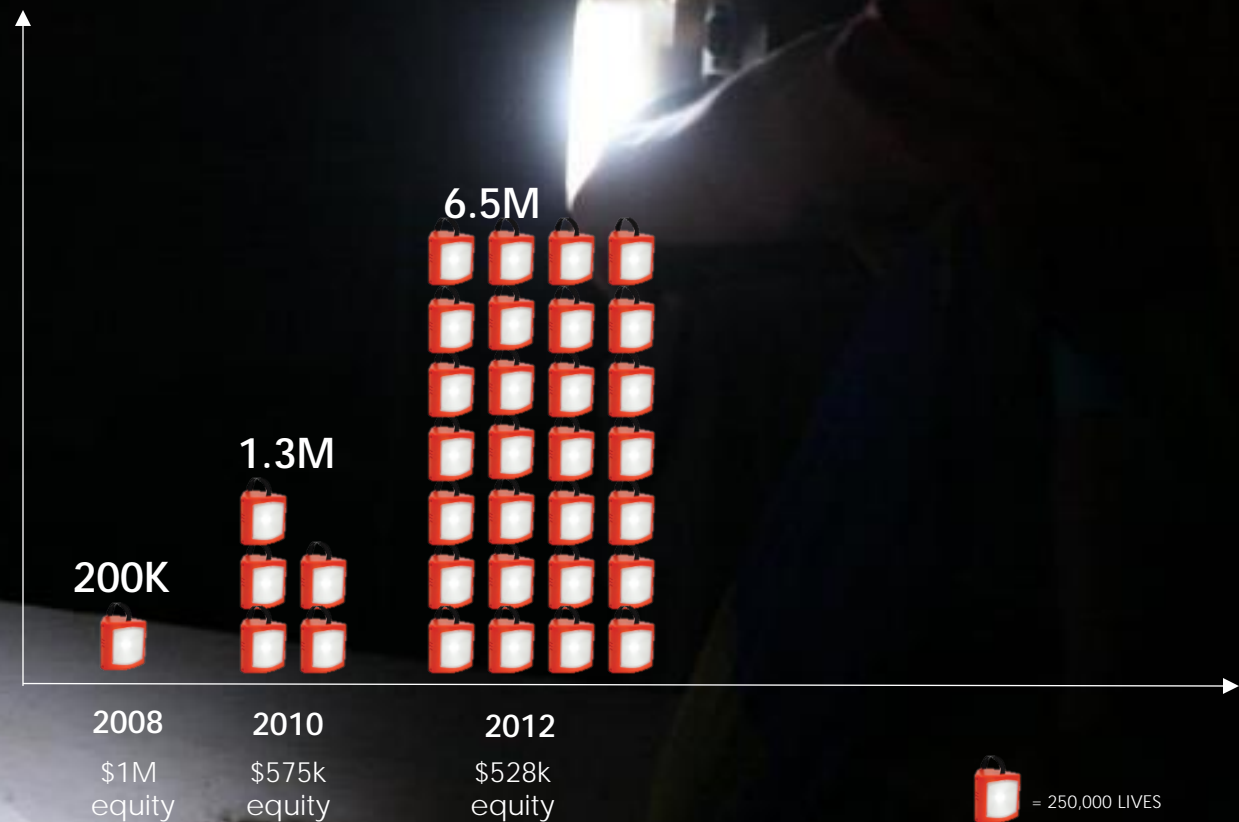 6.5M
1.3M
200K
2008
2010
2012
$1M
equity
$575k
equity
$528k
equity
= 250,000 LIVES